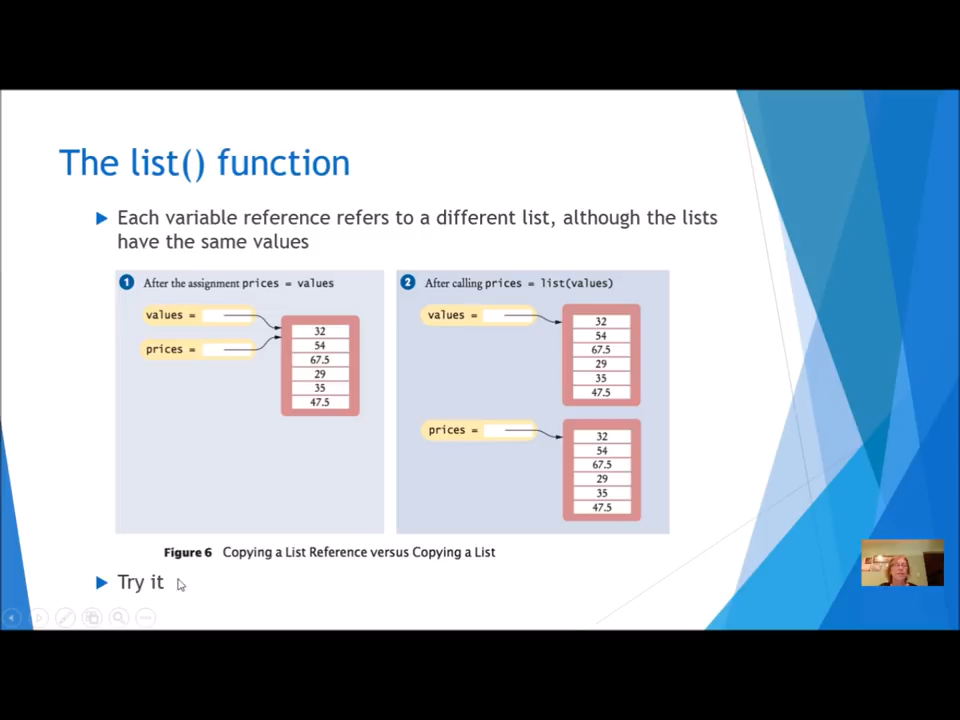 The list() function
Each variable reference refers to a different list, although the lists
have the same values
1 After the assignment prices = values
values =
prices =
32
54
67.5
29
35
47.5
2 After calling prices = list(values)
values =
32
54
67.5
29
35
47.5
prices =
32
54
67.5
29
35
47.5
Figure 6 Copying a List Reference versus Copying a List
Try it